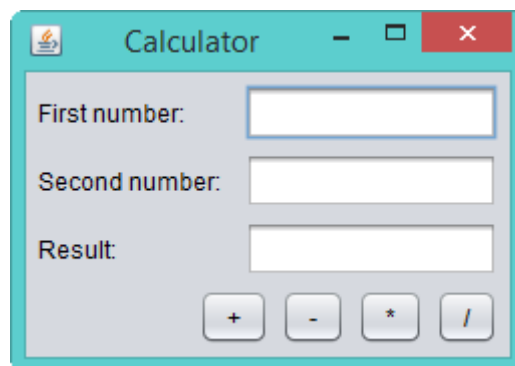 Calculator
First number:
Second number:
Result:
+ - * /